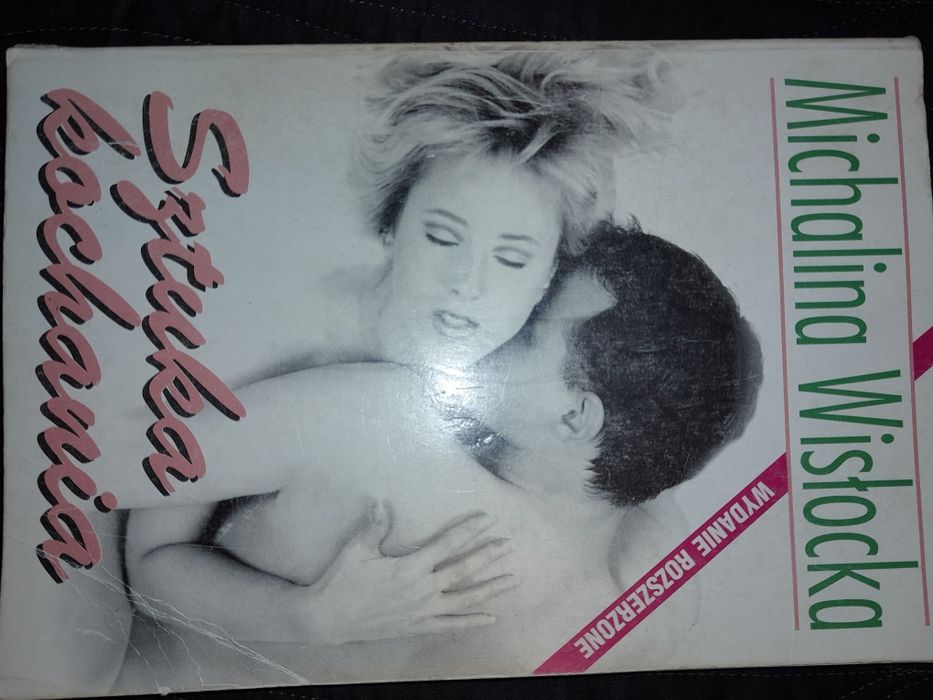 Michalina Wisłocka
WYDANIE ROZSZERZONE
Sztuka
kochania